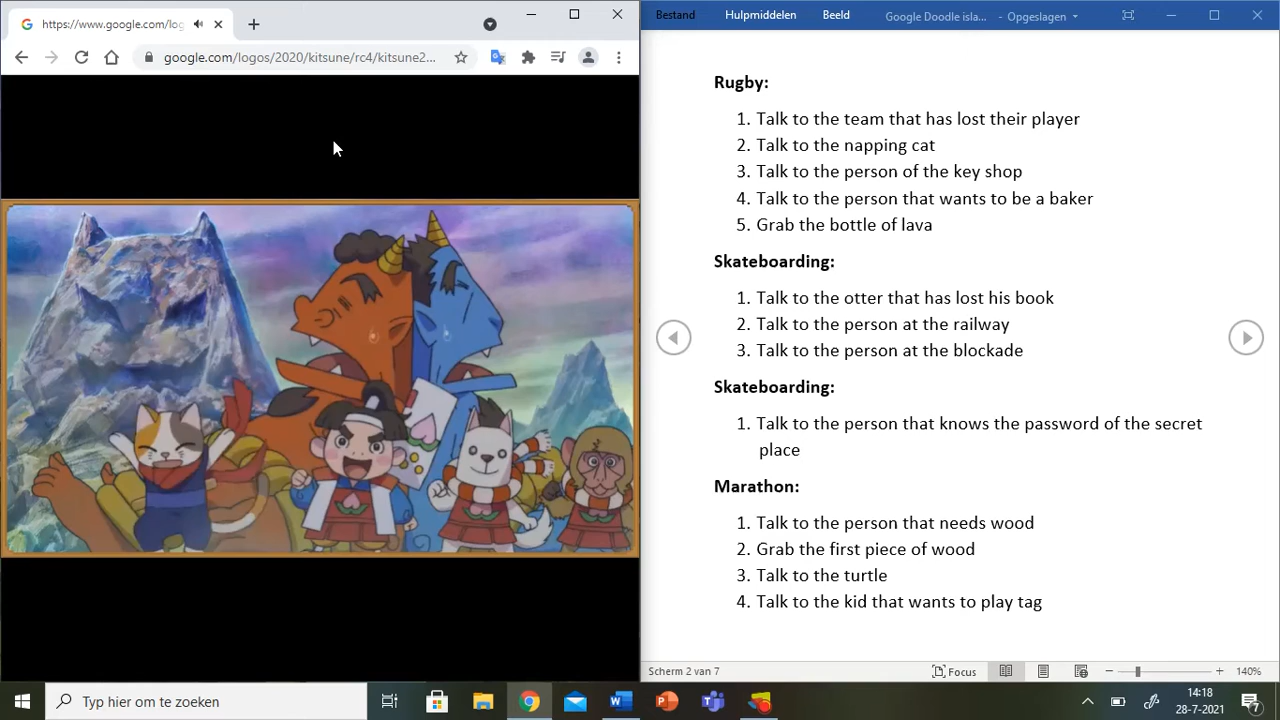 https://www.google.com/log
google.com/logos/2020/kitsune/rc4/kitsune2...
Bestand Hulpmiddelen Beeld Google Doodle isla... - Opgeslagen
Rugby:
1. Talk to the team that has lost their player
2. Talk to the napping cat
3. Talk to the person of the key shop
4. Talk to the person that wants to be a baker
5. Grab the bottle of lava
Skateboarding:
1. Talk to the otter that has lost his book
2. Talk to the person at the railway
3. Talk to the person at the blockade
Skateboarding:
1. Talk to the person that knows the password of the secret
place
Marathon:
1. Talk to the person that needs wood
2. Grab the first piece of wood
3. Talk to the turtle
4. Talk to the kid that wants to play tag
Scherm 2 van 7 Focus 140%
Typ hier om te zoeken
14:18
28-7-2021
7